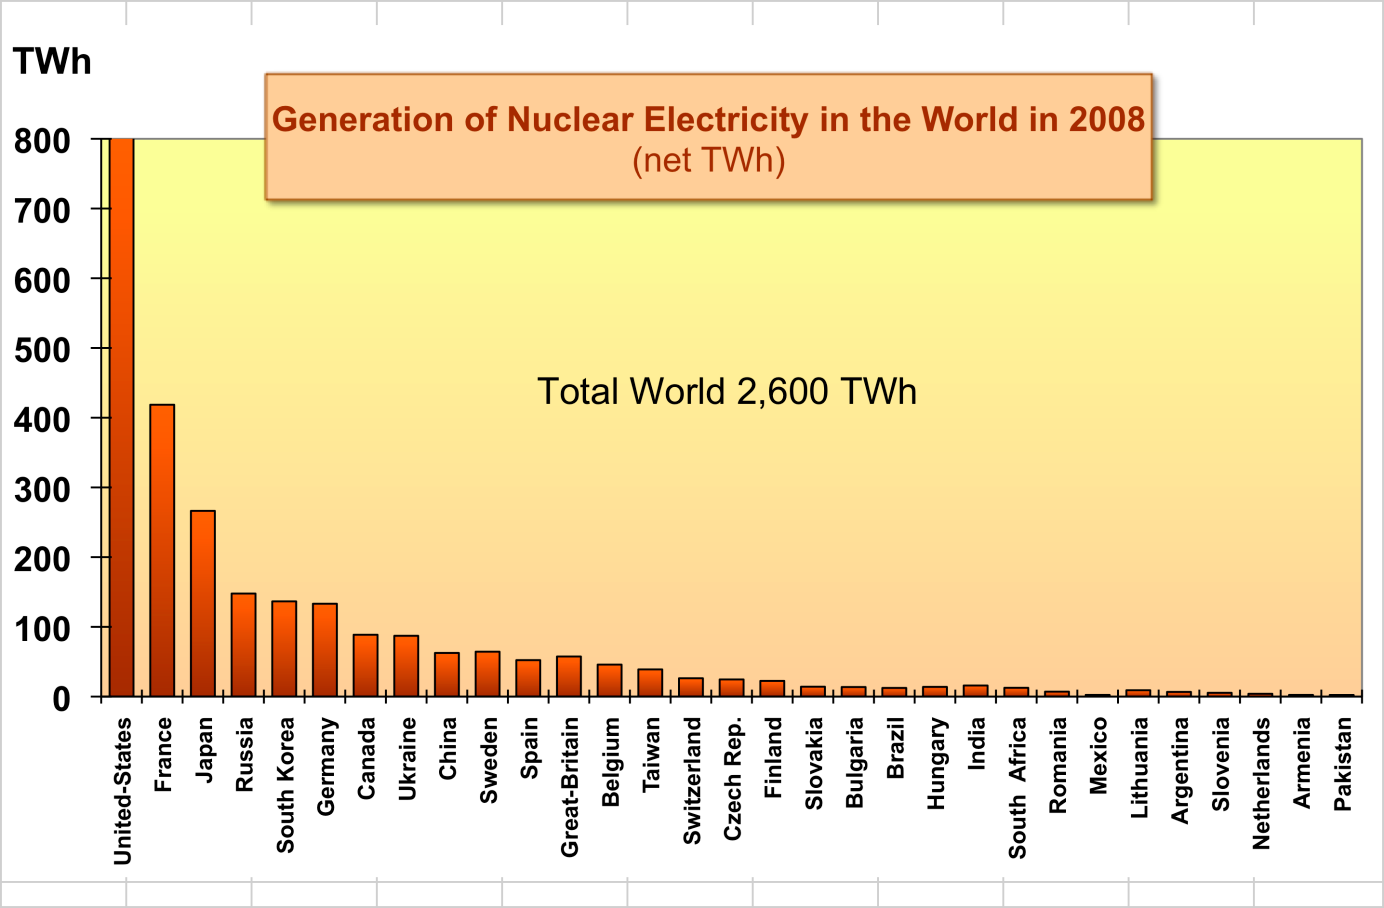 TWh
Generation of Nuclear Electricity in the World in 2008
(net TWh)
800
700
600
500
400
300
200
100
0
Total World 2,600 TWh
United-States
France
Japan
Russia
South Korea
Germany
Canada
Ukraine
China
Sweden
Spain
Great-Britain
Belgium
Taiwan
Switzerland
Czech Rep.
Finland
Slovakia
Bulgaria
Brazil
Hungary
India
South Africa
Romania
Mexico
Lithuania
Argentina
Slovenia
Netherlands
Armenia
Pakistan